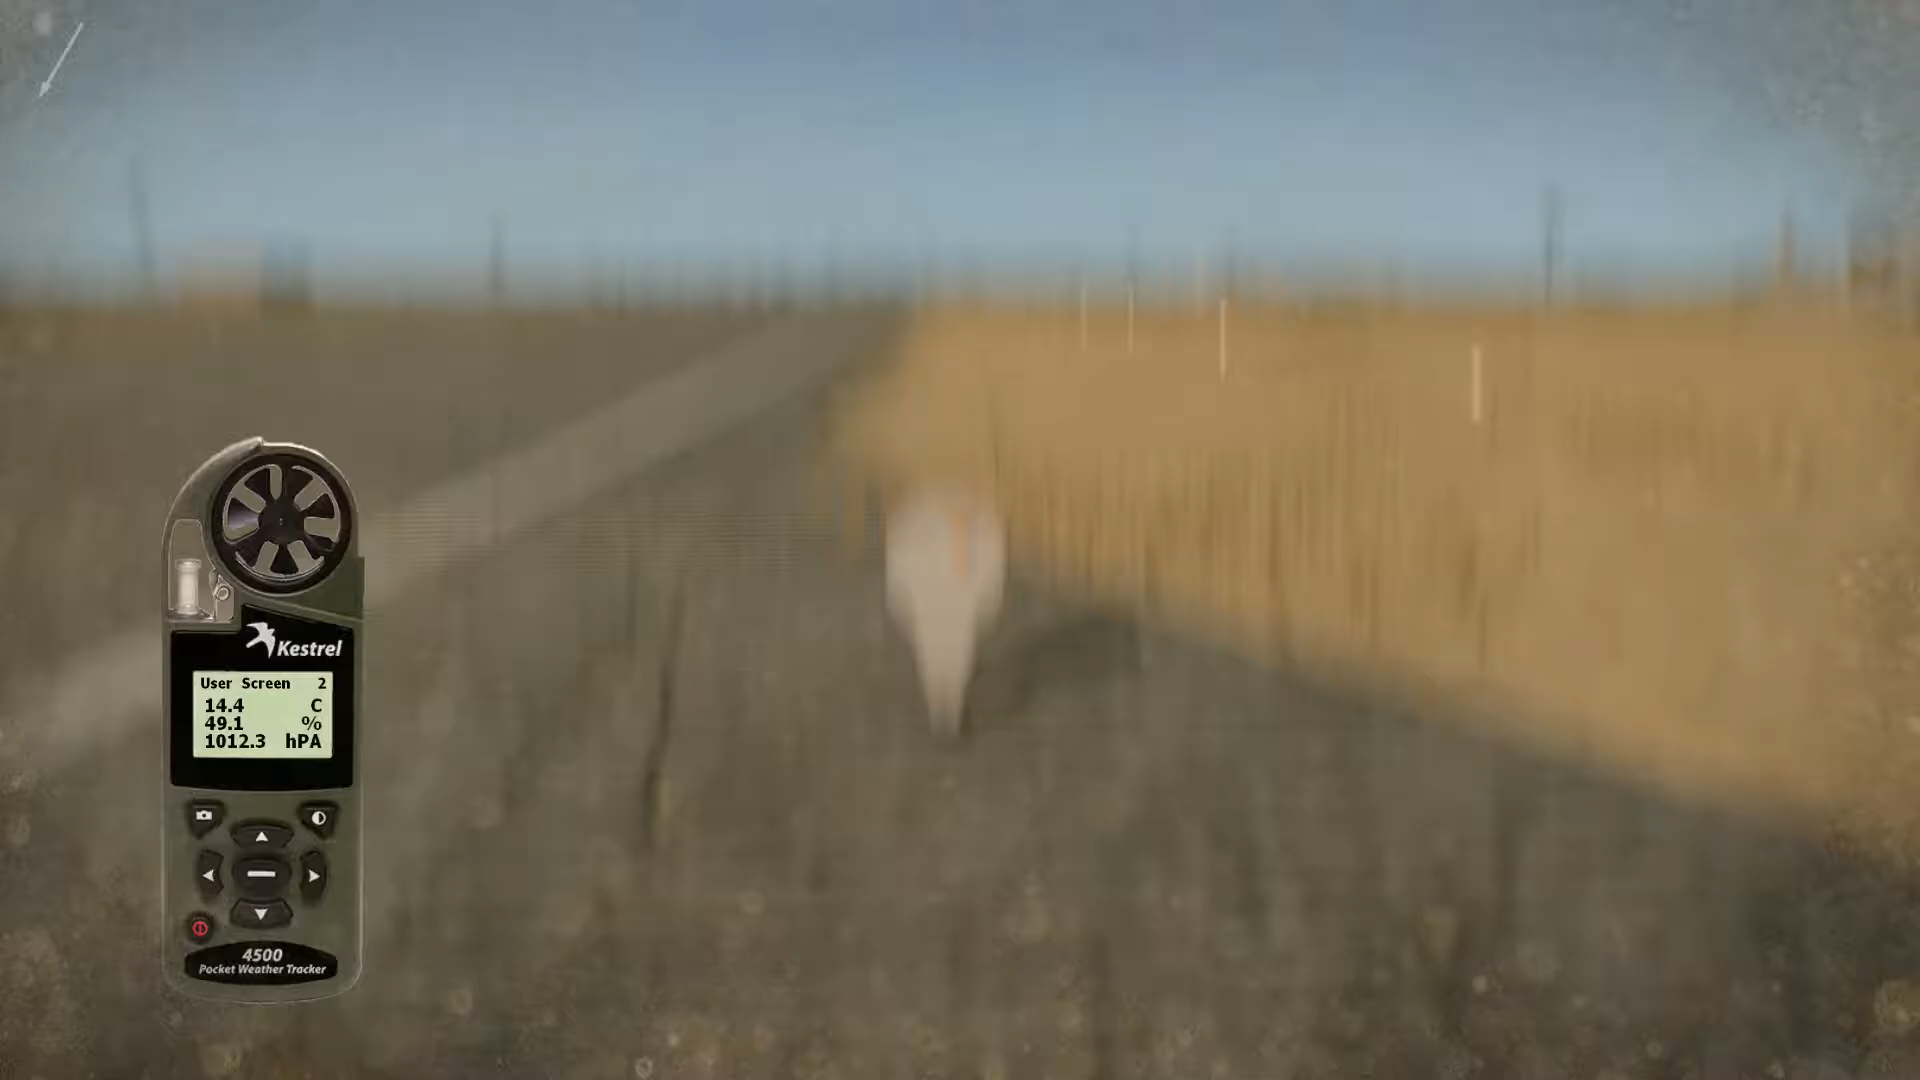 Kestrel
User Screen 2
14.4 C
49.1 %
1012.3 hPA
4500
Pocket Weather Tracker